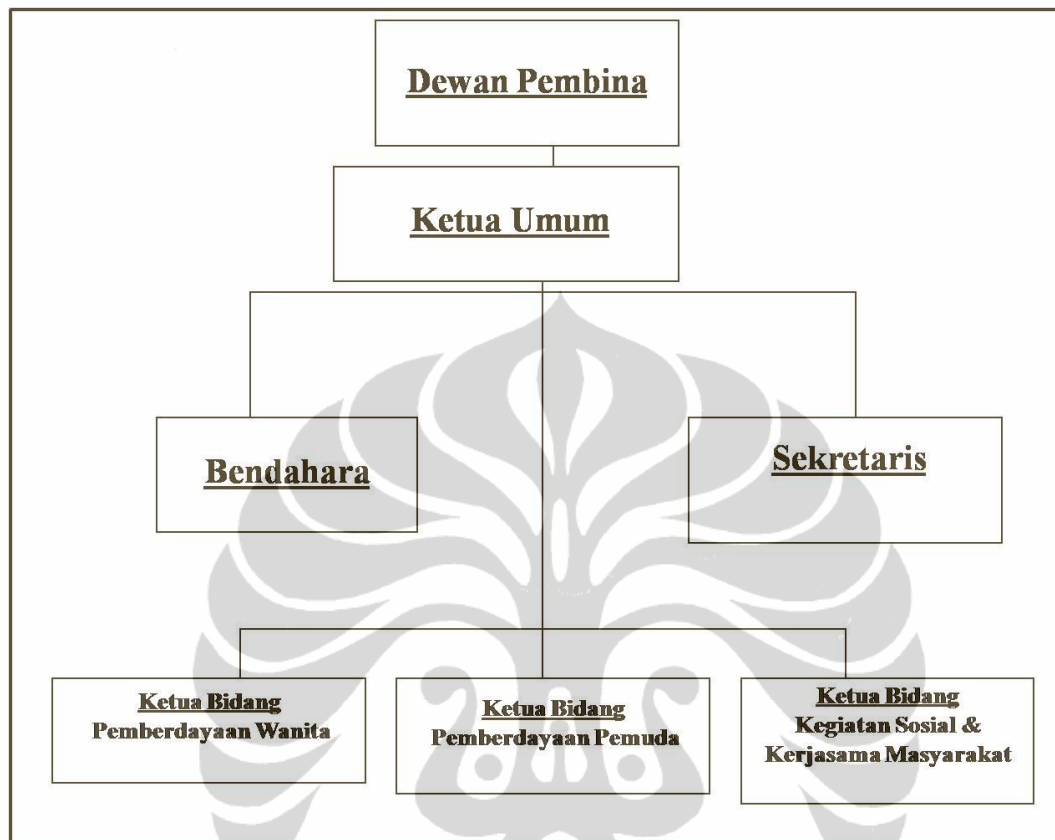 Dewan Pembina
Ketua Umum
Bendahara
Sekretaris
Ketua Bidang
Pemberdayaan Wanita
Ketua Bidang
Pemberdayaan Pemuda
Ketua Bidang
Kegiatan Sosial &
Kerjasama Masyarakat